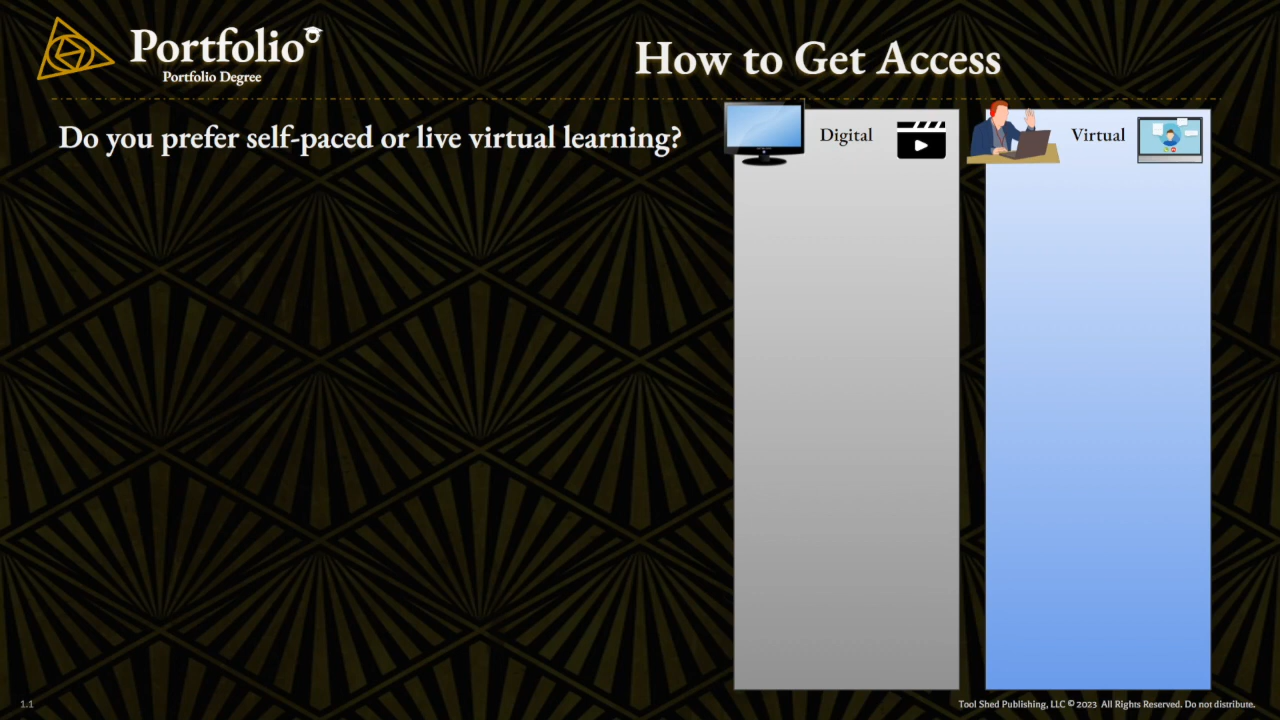 Portfolio
Portfolio Degree
How to Get Access
Do you prefer self-paced or live virtual learning?
Digital
Virtual
1.1
Tool Shed Publishing, LLC © 2023 All Rights Reserved. Do not distribute.